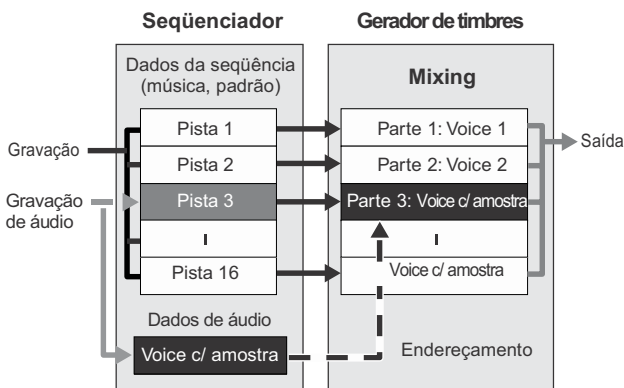 Seqüenciador
Gerador de timbres
Dados da seqüência
(música, padrão)
Mixing
Pista 1
Parte 1: Voice 1
Gravação
Saída
Pista 2
Parte 2: Voice 2
Gravação
de áudio
Pista 3
Parte 3: Voice c/ amostra
Pista 16
Voice c/ amostra
Dados de áudio
Voice c/ amostra
Endereçamento